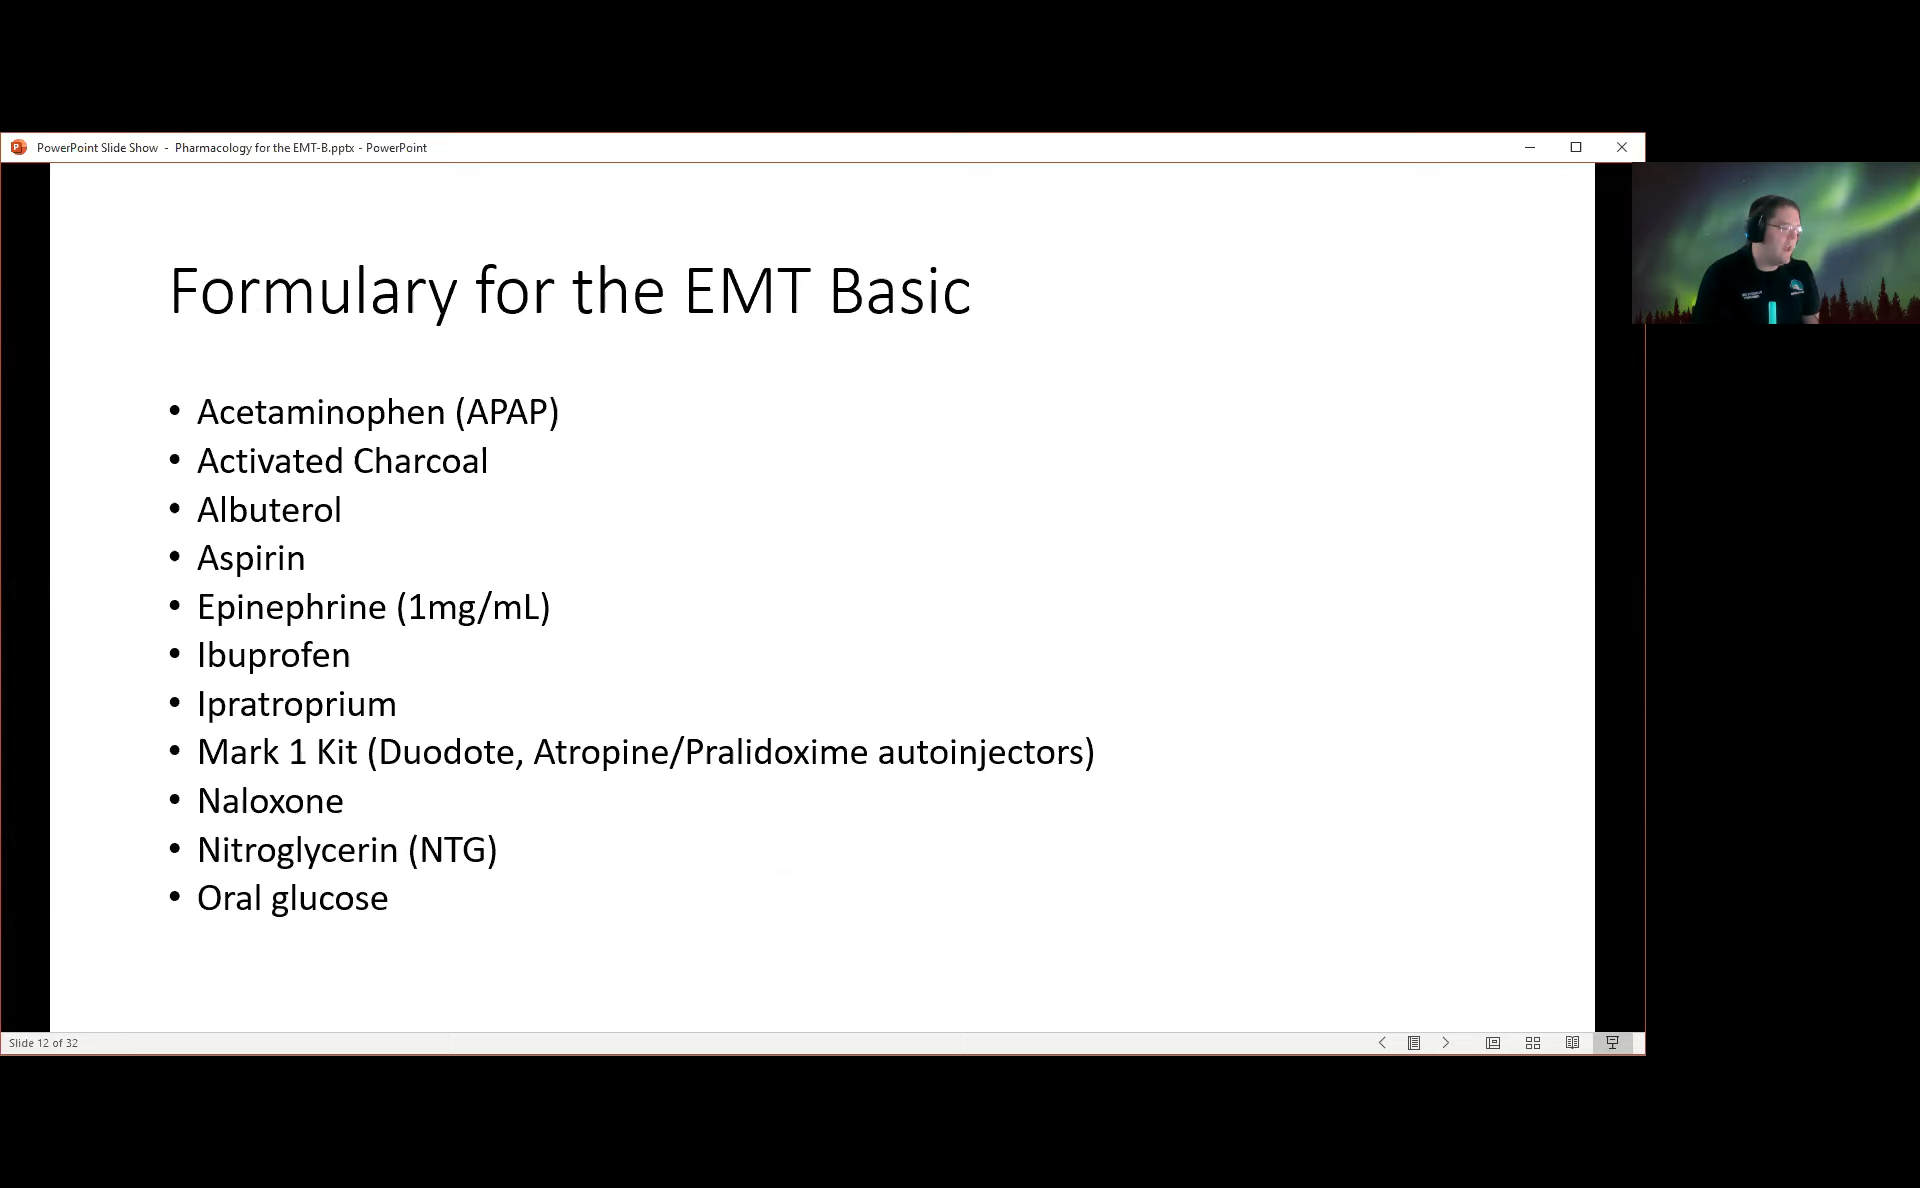 PowerPoint Slide Show - Pharmacology for the EMT-B.pptx - PowerPoint
Formulary for the EMT Basic
• Acetaminophen (APAP)
• Activated Charcoal
• Albuterol
• Aspirin
• Epinephrine (1mg/mL)
• Ibuprofen
• Ipratroprium
• Mark 1 Kit (Duodote, Atropine/Pralidoxime autoinjectors)
• Naloxone
• Nitroglycerin (NTG)
• Oral glucose
Slide 12 of 32